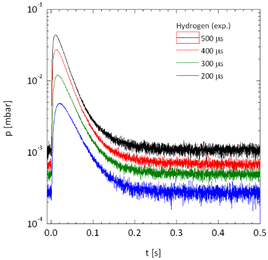 10⁻¹
Hydrogen (exp.)
500 μs
400 μs
300 μs
200 μs
10⁻²
p [mbar]
10⁻³
10⁻⁴
0.0 0.1 0.2 0.3 0.4 0.5
t [s]